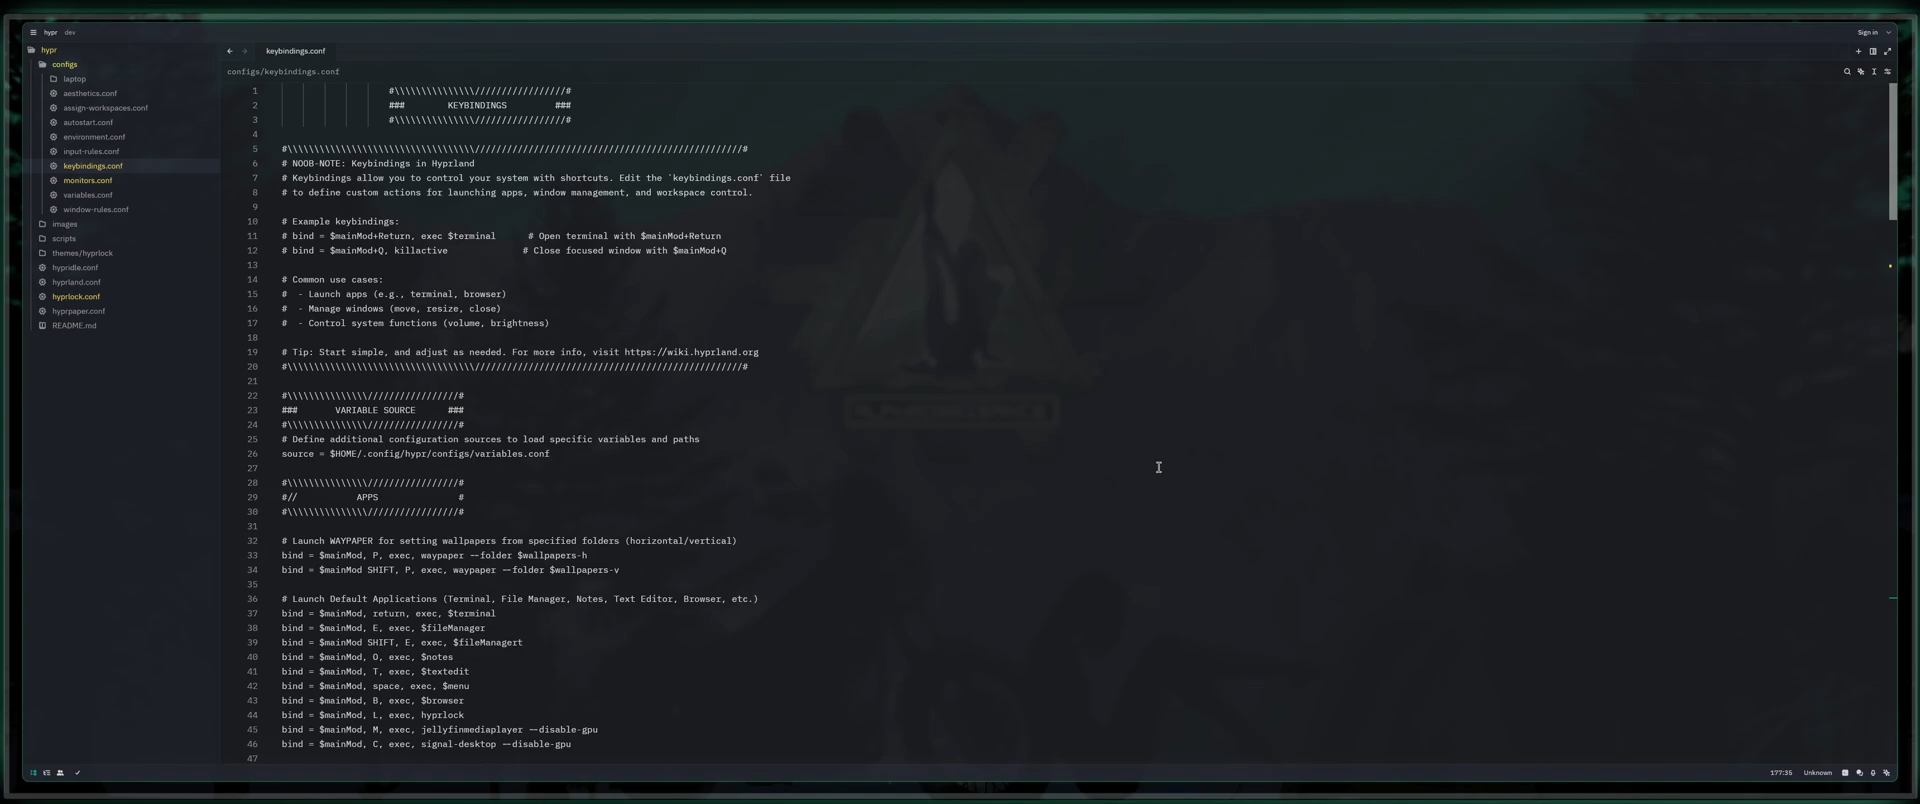 hypr dev
Sign in
hypr
configs
laptop
aesthetics.conf
assign-workspaces.conf
autostart.conf
environment.conf
input-rules.conf
keybindings.conf
monitors.conf
variables.conf
window-rules.conf
images
scripts
themes/hyprlock
hypridle.conf
hyprland.conf
hyprlock.conf
hyprpaper.conf
README.md
keybindings.conf
configs/keybindings.conf
1 #\\\\\\\\\\\\\\\/////////////////#
2 ### KEYBINDINGS ###
3 #\\\\\\\\\\\\\\\/////////////////#
4
5 #\\\\\\\\\\\\\\\\\\\\\\\\\\\\\\\\\\\//////////////////////////////////////////////////#
6 # NOOB-NOTE: Keybindings in Hyprland
7 # Keybindings allow you to control your system with shortcuts. Edit the `keybindings.conf` file
8 # to define custom actions for launching apps, window management, and workspace control.
9
10 # Example keybindings:
11 # bind = $mainMod+Return, exec $terminal # Open terminal with $mainMod+Return
12 # bind = $mainMod+Q, killactive # Close focused window with $mainMod+Q
13
14 # Common use cases:
15 # - Launch apps (e.g., terminal, browser)
16 # - Manage windows (move, resize, close)
17 # - Control system functions (volume, brightness)
18
19 # Tip: Start simple, and adjust as needed. For more info, visit https://wiki.hyprland.org
20 #\\\\\\\\\\\\\\\\\\\\\\\\\\\\\\\\\\\//////////////////////////////////////////////////#
21
22 #\\\\\\\\\\\\\\\/////////////////#
23 ### VARIABLE SOURCE ###
24 #\\\\\\\\\\\\\\\/////////////////#
25 # Define additional configuration sources to load specific variables and paths
26 source = $HOME/.config/hypr/configs/variables.conf
27
28 #\\\\\\\\\\\\\\\/////////////////#
29 #// APPS #
30 #\\\\\\\\\\\\\\\/////////////////#
31
32 # Launch WAYPAPER for setting wallpapers from specified folders (horizontal/vertical)
33 bind = $mainMod, P, exec, waypaper --folder $wallpapers-h
34 bind = $mainMod SHIFT, P, exec, waypaper --folder $wallpapers-v
35
36 # Launch Default Applications (Terminal, File Manager, Notes, Text Editor, Browser, etc.)
37 bind = $mainMod, return, exec, $terminal
38 bind = $mainMod, E, exec, $fileManager
39 bind = $mainMod SHIFT, E, exec, $fileManagert
40 bind = $mainMod, O, exec, $notes
41 bind = $mainMod, T, exec, $textedit
42 bind = $mainMod, space, exec, $menu
43 bind = $mainMod, B, exec, $browser
44 bind = $mainMod, L, exec, hyprlock
45 bind = $mainMod, M, exec, jellyfinmediaplayer --disable-gpu
46 bind = $mainMod, C, exec, signal-desktop --disable-gpu
47
177:35 Unknown